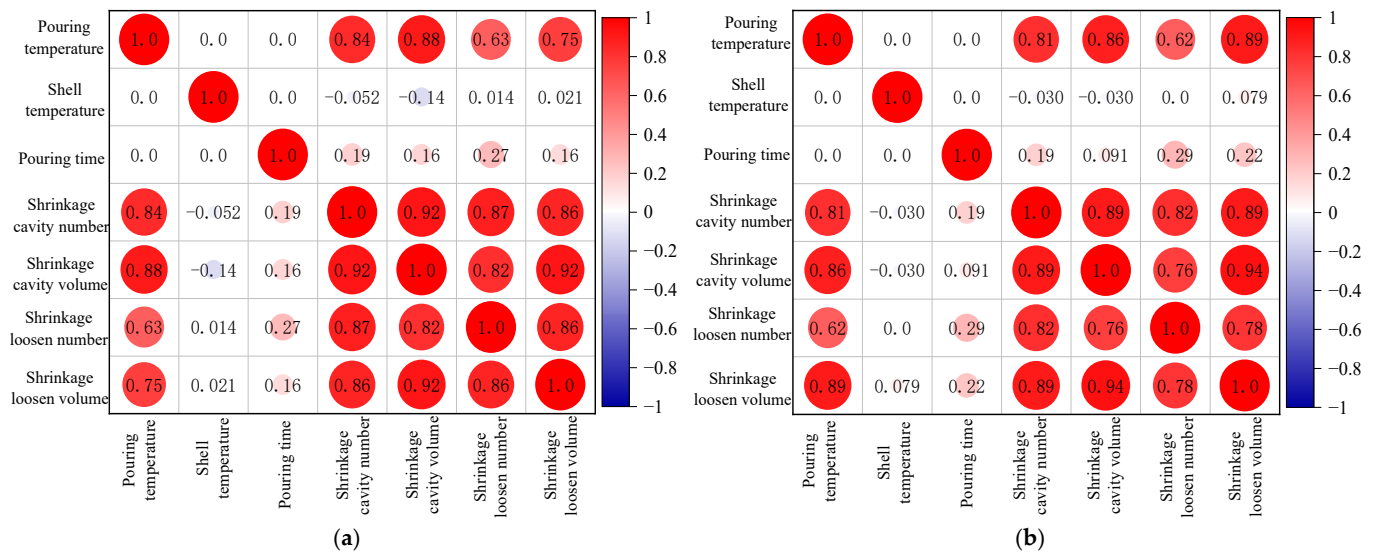 Pouring
temperature
1.0 0.0 0.0 0.84 0.88 0.63 0.75
Shell
temperature
0.0 1.0 0.0 −0.052 −0.14 0.014 0.021
Pouring time
0.0 0.0 1.0 0.19 0.16 0.27 0.16
Shrinkage
cavity number
0.84 −0.052 0.19 1.0 0.92 0.87 0.86
Shrinkage
cavity volume
0.88 −0.14 0.16 0.92 1.0 0.82 0.92
Shrinkage
loosen number
0.63 0.014 0.27 0.87 0.82 1.0 0.86
Shrinkage
loosen volume
0.75 0.021 0.16 0.86 0.92 0.86 1.0
Pouring
temperature
Shell
temperature
Pouring time
Shrinkage
cavity number
Shrinkage
cavity volume
Shrinkage
loosen number
Shrinkage
loosen volume
1
0.8
0.6
0.4
0.2
0
−0.2
−0.4
−0.6
−0.8
−1
(a)
Pouring
temperature
1.0 0.0 0.0 0.81 0.86 0.62 0.89
Shell
temperature
0.0 1.0 0.0 −0.030 −0.030 0.0 0.079
Pouring time
0.0 0.0 1.0 0.19 0.091 0.29 0.22
Shrinkage
cavity number
0.81 −0.030 0.19 1.0 0.89 0.82 0.89
Shrinkage
cavity volume
0.86 −0.030 0.091 0.89 1.0 0.76 0.94
Shrinkage
loosen number
0.62 0.0 0.29 0.82 0.76 1.0 0.78
Shrinkage
loosen volume
0.89 0.079 0.22 0.89 0.94 0.78 1.0
Pouring
temperature
Shell
temperature
Pouring time
Shrinkage
cavity number
Shrinkage
cavity volume
Shrinkage
loosen number
Shrinkage
loosen volume
1
0.8
0.6
0.4
0.2
0
−0.2
−0.4
−0.6
−0.8
−1
(b)